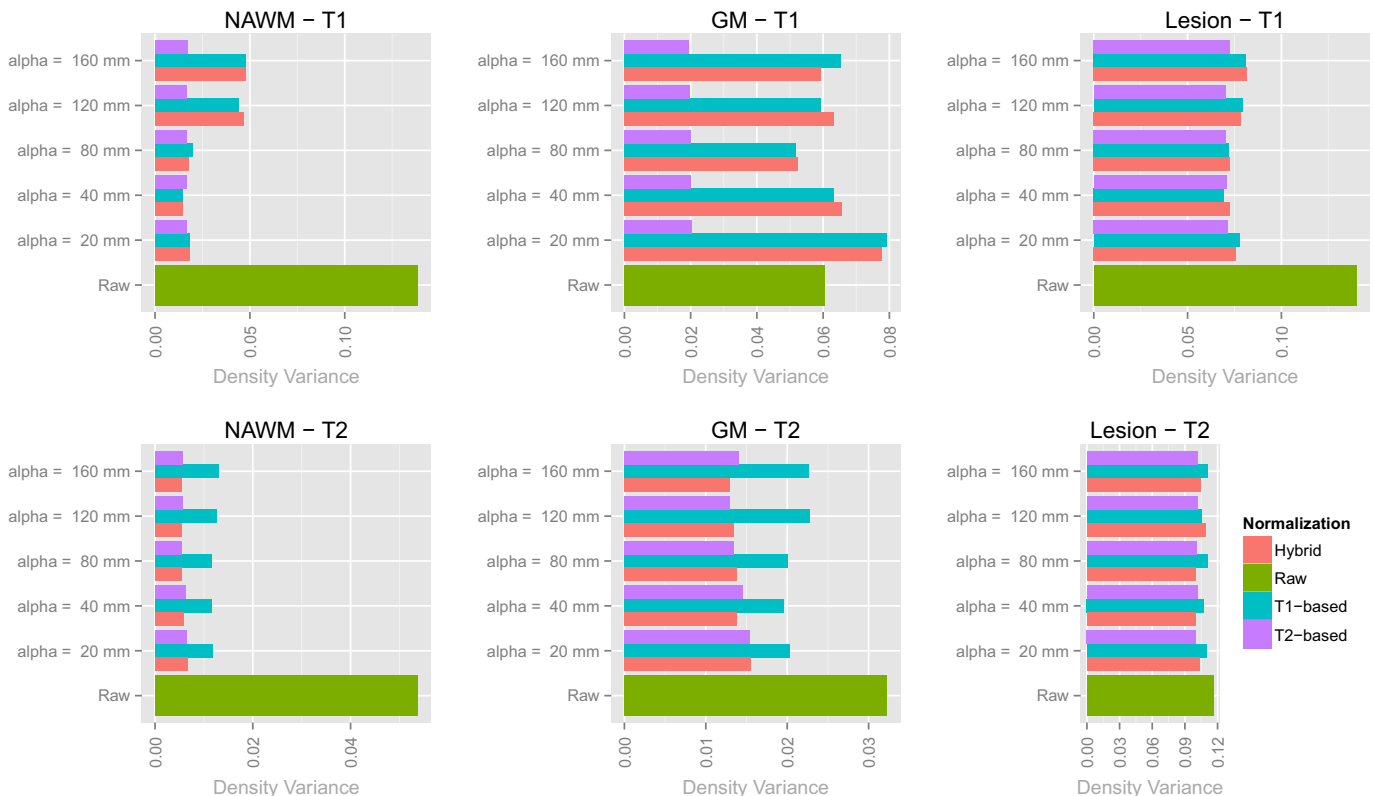 NAWM − T1
alpha = 160 mm
alpha = 120 mm
alpha = 80 mm
alpha = 40 mm
alpha = 20 mm
Raw
0.00
0.05
0.10
Density Variance
GM − T1
alpha = 160 mm
alpha = 120 mm
alpha = 80 mm
alpha = 40 mm
alpha = 20 mm
Raw
0.00
0.02
0.04
0.06
0.08
Density Variance
Lesion − T1
alpha = 160 mm
alpha = 120 mm
alpha = 80 mm
alpha = 40 mm
alpha = 20 mm
Raw
0.00
0.05
0.10
Density Variance
NAWM − T2
alpha = 160 mm
alpha = 120 mm
alpha = 80 mm
alpha = 40 mm
alpha = 20 mm
Raw
0.00
0.02
0.04
Density Variance
GM − T2
alpha = 160 mm
alpha = 120 mm
alpha = 80 mm
alpha = 40 mm
alpha = 20 mm
Raw
0.00
0.01
0.02
0.03
Density Variance
Lesion − T2
alpha = 160 mm
alpha = 120 mm
alpha = 80 mm
alpha = 40 mm
alpha = 20 mm
Raw
0.00
0.03
0.06
0.09
0.12
Density Variance
Normalization
Hybrid
Raw
T1−based
T2−based